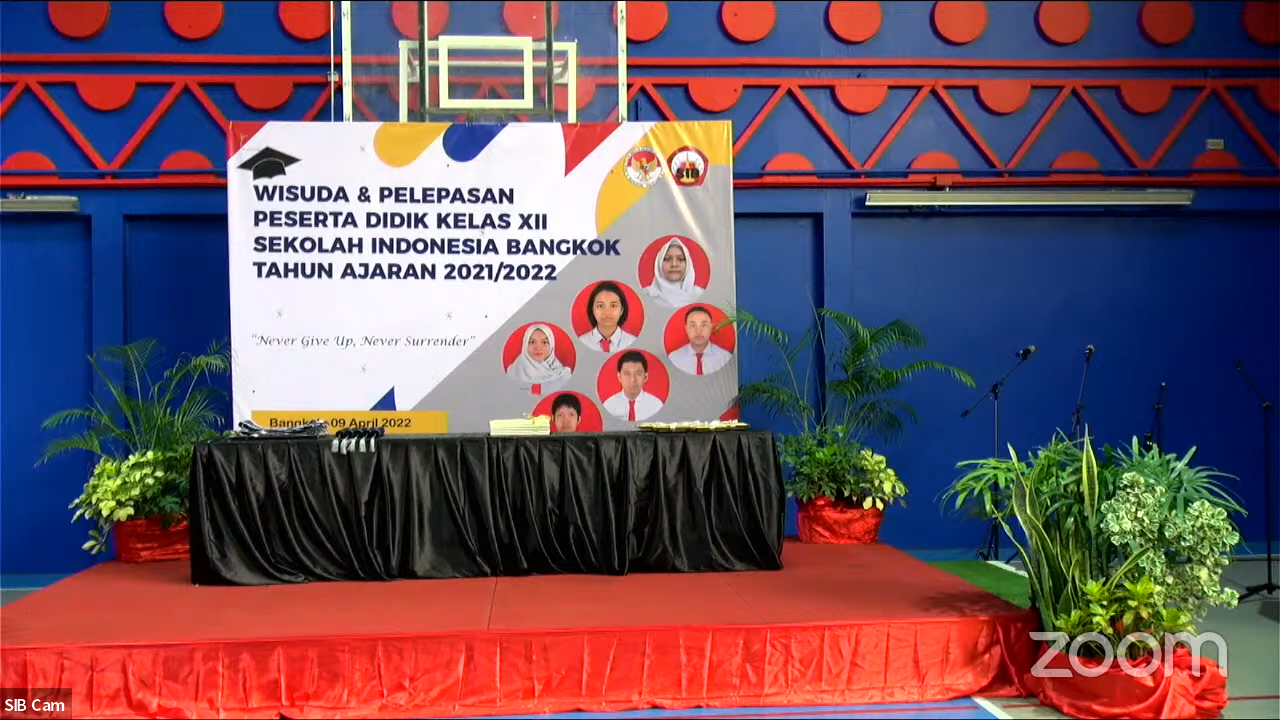 WISUDA & PELEPASAN
PESERTA DIDIK KELAS XII
SEKOLAH INDONESIA BANGKOK
TAHUN AJARAN 2021/2022
SIB
"Never Give Up, Never Surrender"
09 April 2022
zoom
SIB Cam